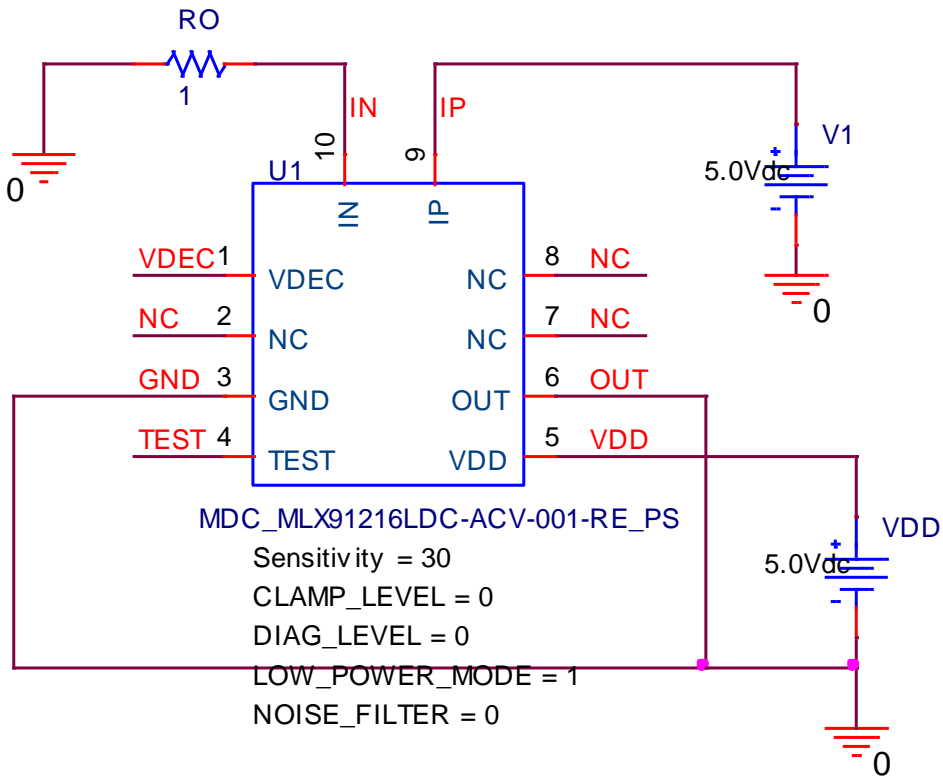 RO
1
IN
IP
10
9
V1
5.0Vdc
0
U1
IN
IP
VDEC 1
VDEC
NC
8 NC
0
NC 2
NC
NC
7 NC
GND 3
GND
OUT
6 OUT
TEST 4
TEST
VDD
5 VDD
MDC_MLX91216LDC-ACV-001-RE_PS
VDD
Sensitivity = 30
5.0Vdc
CLAMP_LEVEL = 0
DIAG_LEVEL = 0
LOW_POWER_MODE = 1
NOISE_FILTER = 0
0